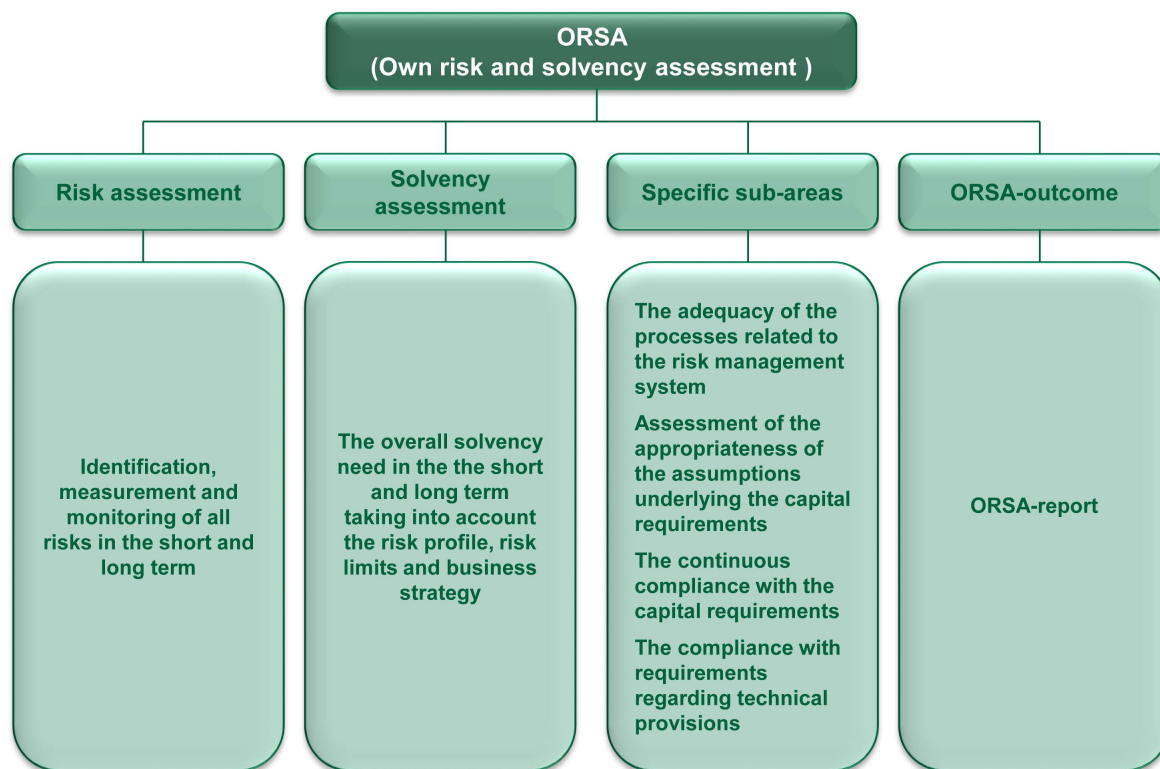 ORSA
(Own risk and solvency assessment )
Risk assessment
Solvency
assessment
Specific sub-areas
ORSA-outcome
Identification,
measurement and
monitoring of all
risks in the short and
long term
The overall solvency
need in the the short
and long term
taking into account
the risk profile, risk
limits and business
strategy
The adequacy of the
processes related to
the risk management
system
Assessment of the
appropriateness of
the assumptions
underlying the capital
requirements
The continuous
compliance with the
capital requirements
The compliance with
requirements
regarding technical
provisions
ORSA-report